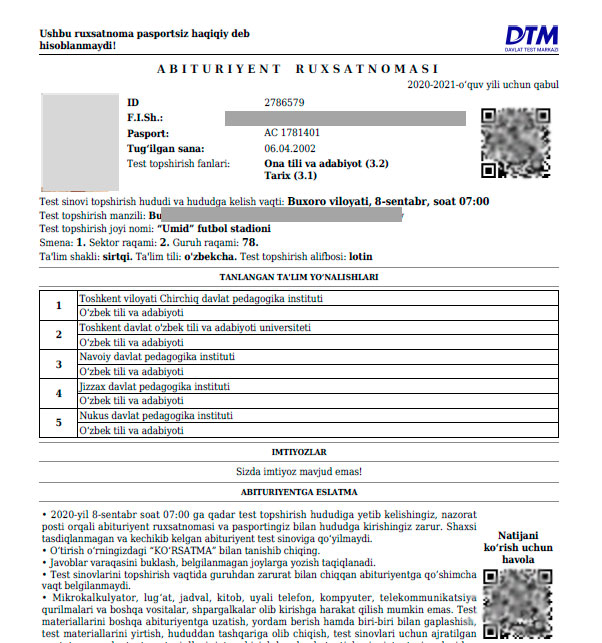 Ushbu ruxsatnoma pasportsiz haqiqiy deb
hisoblanmaydi!
DTM
DAVLAT TEST MARKAZI
ABITURIYENT RUXSATNOMASI
2020-2021-o‘quv yili uchun qabul
ID 2786579
F.I.Sh.:
Pasport: AC 1781401
Tug‘ilgan sana: 06.04.2002
Test topshirish fanlari: Ona tili va adabiyot (3.2)
Tarix (3.1)
Test sinovi topshirish hududi va hududga kelish vaqti: Buxoro viloyati, 8-sentabr, soat 07:00
Test topshirish manzili: Bu
Test topshirish joyi nomi: “Umid” futbol stadioni
Smena: 1. Sektor raqami: 2. Guruh raqami: 78.
Ta'lim shakli: sirtqi. Ta'lim tili: o'zbekcha. Test topshirish alifbosi: lotin
TANLANGAN TA'LIM YO‘NALISHLARI
1 Toshkent viloyati Chirchiq davlat pedagogika instituti
O‘zbek tili va adabiyoti
2 Toshkent davlat o'zbek tili va adabiyoti universiteti
O‘zbek tili va adabiyoti
3 Navoiy davlat pedagogika instituti
O‘zbek tili va adabiyoti
4 Jizzax davlat pedagogika instituti
O‘zbek tili va adabiyoti
5 Nukus davlat pedagogika instituti
O‘zbek tili va adabiyoti
IMTIYOZLAR
Sizda imtiyoz mavjud emas!
ABITURIYENTGA ESLATMA
• 2020-yil 8-sentabr soat 07:00 ga qadar test topshirish hududiga yetib kelishingiz, nazorat
posti orqali abituriyent ruxsatnomasi va pasportingiz bilan hududga kirishingiz zarur. Shaxsi
tasdiqlanmagan va kechikib kelgan abituriyent test sinoviga qo‘yilmaydi.
• O‘tirish o‘rningizdagi “KO‘RSATMA” bilan tanishib chiqing.
• Javoblar varaqasini buklash, belgilanmagan joylarga yozish taqiqlanadi.
• Test sinovlarini topshirish vaqtida guruhdan zarurat bilan chiqqan abituriyentga qo‘shimcha
vaqt belgilanmaydi.
• Mikrokalkulyator, lug‘at, jadval, kitob, uyali telefon, kompyuter, telekommunikatsiya
qurilmalari va boshqa vositalar, shpargalkalar olib kirishga harakat qilish mumkin emas. Test
materiallarini boshqa abituriyentga uzatish, yordam berish hamda biri-biri bilan gaplashish,
test materiallarini yirtish, hududdan tashqariga olib chiqish, test sinovlari uchun ajratilgan
Natijani
ko‘rish uchun
havola